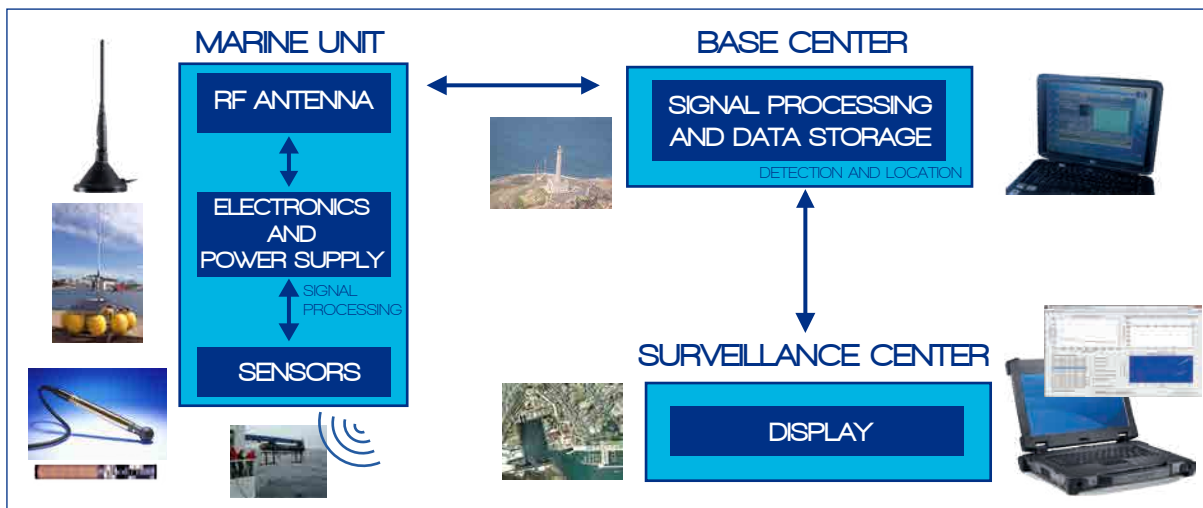 MARINE UNIT
RF ANTENNA
ELECTRONICS
AND
POWER SUPPLY
SIGNAL
PROCESSING
SENSORS
BASE CENTER
SIGNAL PROCESSING
AND DATA STORAGE
DETECTION AND LOCATION
SURVEILLANCE CENTER
DISPLAY